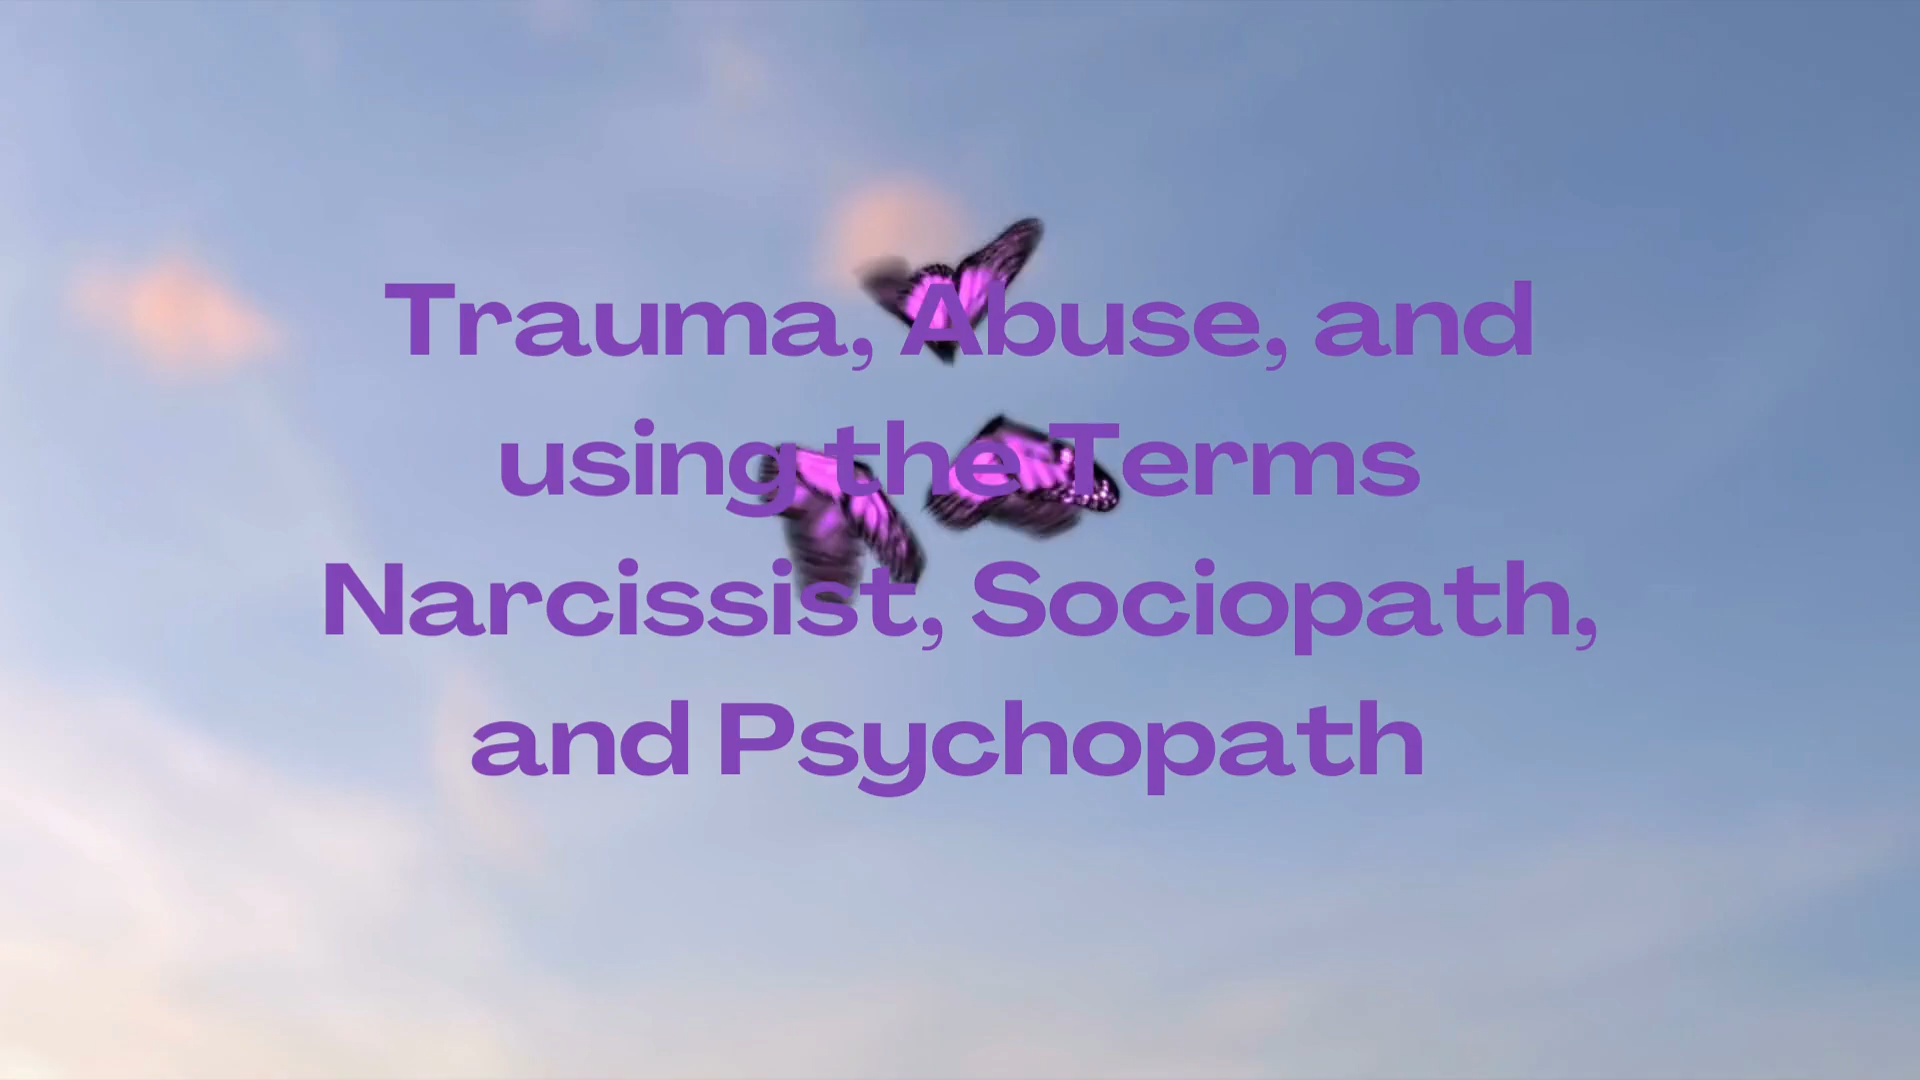 Trauma, Abuse, and
using the Terms
Narcissist, Sociopath,
and Psychopath